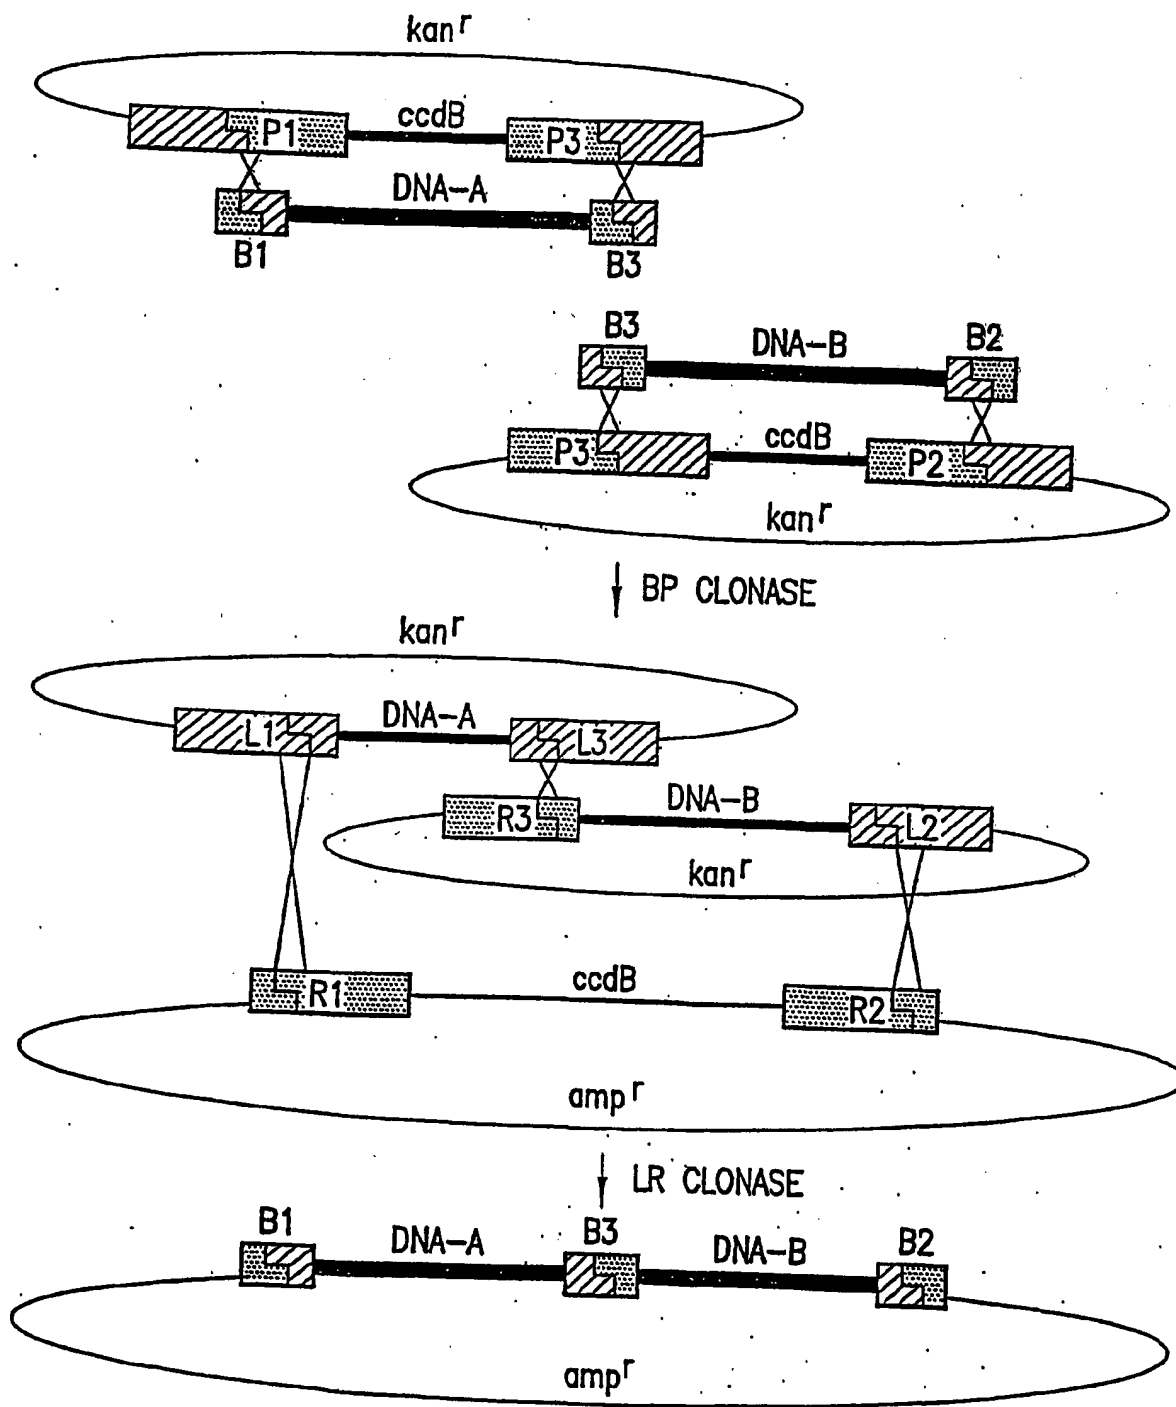 kanʳ
P1
ccdB
P3
DNA-A
B1
B3
B3
DNA-B
B2
P3
ccdB
P2
kanʳ
BP CLONASE
kanʳ
L1
DNA-A
L3
R3
DNA-B
L2
kanʳ
R1
ccdB
R2
ampʳ
LR CLONASE
B1
DNA-A
B3
DNA-B
B2
ampʳ